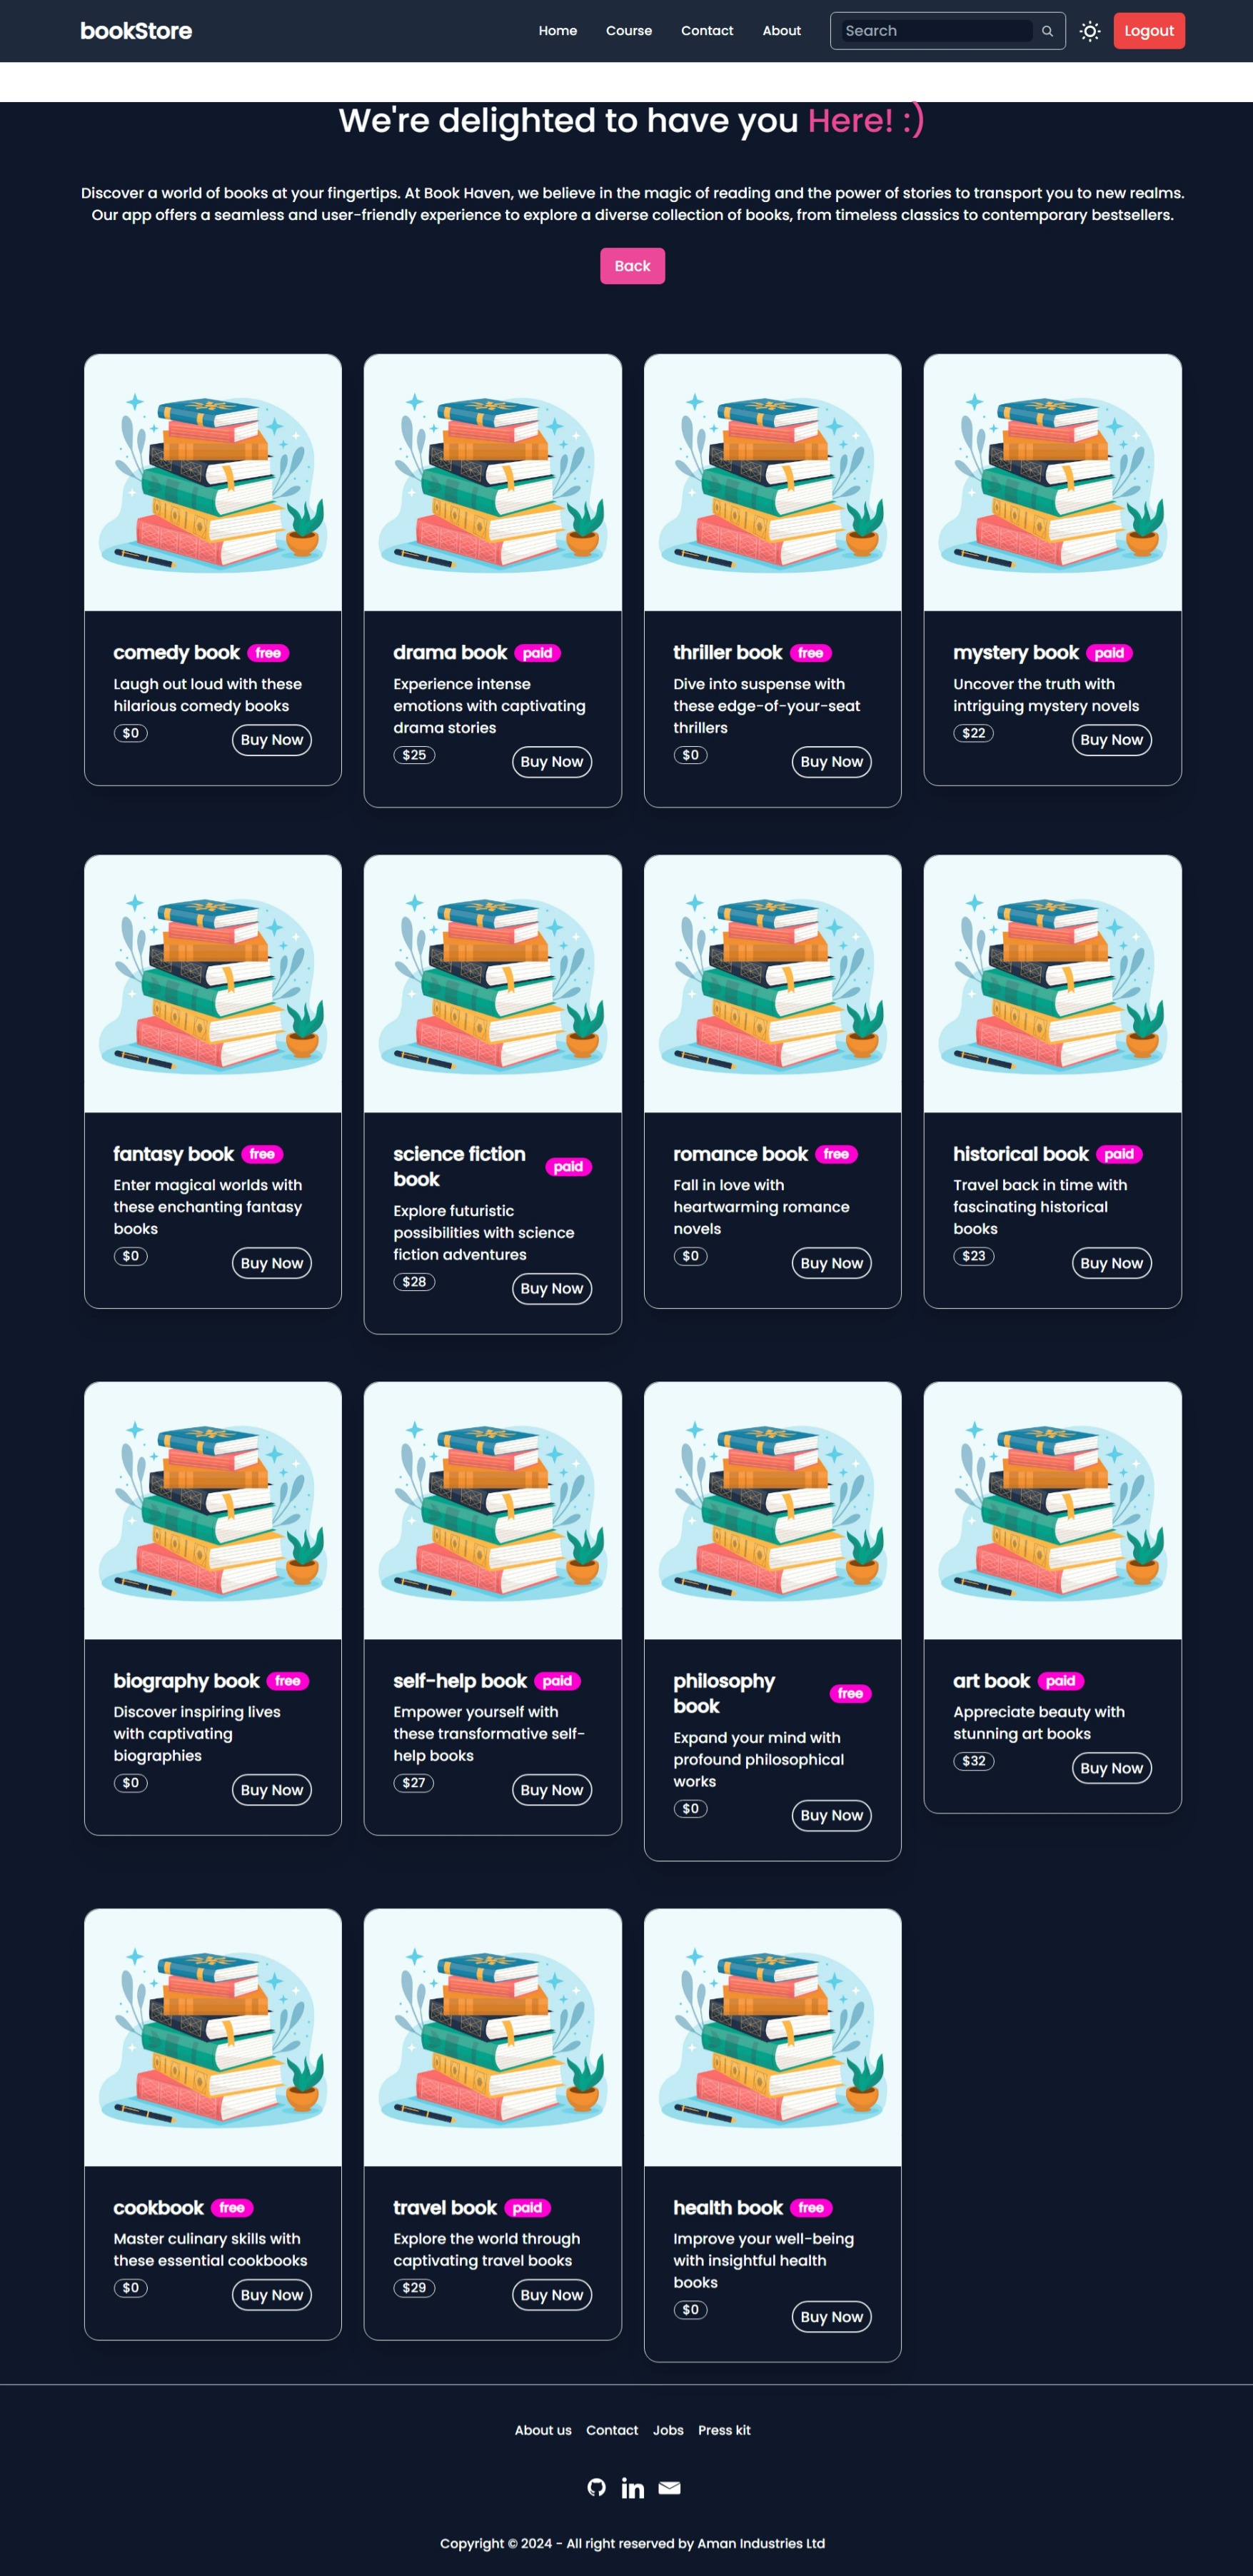 bookStore
Home Course Contact About Search Logout
We're delighted to have you Here! :)
Discover a world of books at your fingertips. At Book Haven, we believe in the magic of reading and the power of stories to transport you to new realms.
Our app offers a seamless and user-friendly experience to explore a diverse collection of books, from timeless classics to contemporary bestsellers.
Back
comedy book free
Laugh out loud with these
hilarious comedy books
$0 Buy Now
drama book paid
Experience intense
emotions with captivating
drama stories
$25 Buy Now
thriller book free
Dive into suspense with
these edge-of-your-seat
thrillers
$0 Buy Now
mystery book paid
Uncover the truth with
intriguing mystery novels
$22 Buy Now
fantasy book free
Enter magical worlds with
these enchanting fantasy
books
$0 Buy Now
science fiction
book paid
Explore futuristic
possibilities with science
fiction adventures
$28 Buy Now
romance book free
Fall in love with
heartwarming romance
novels
$0 Buy Now
historical book paid
Travel back in time with
fascinating historical
books
$23 Buy Now
biography book free
Discover inspiring lives
with captivating
biographies
$0 Buy Now
self-help book paid
Empower yourself with
these transformative self-
help books
$27 Buy Now
philosophy
book free
Expand your mind with
profound philosophical
works
$0 Buy Now
art book paid
Appreciate beauty with
stunning art books
$32 Buy Now
cookbook free
Master culinary skills with
these essential cookbooks
$0 Buy Now
travel book paid
Explore the world through
captivating travel books
$29 Buy Now
health book free
Improve your well-being
with insightful health
books
$0 Buy Now
About us Contact Jobs Press kit
in
Copyright © 2024 - All right reserved by Aman Industries Ltd